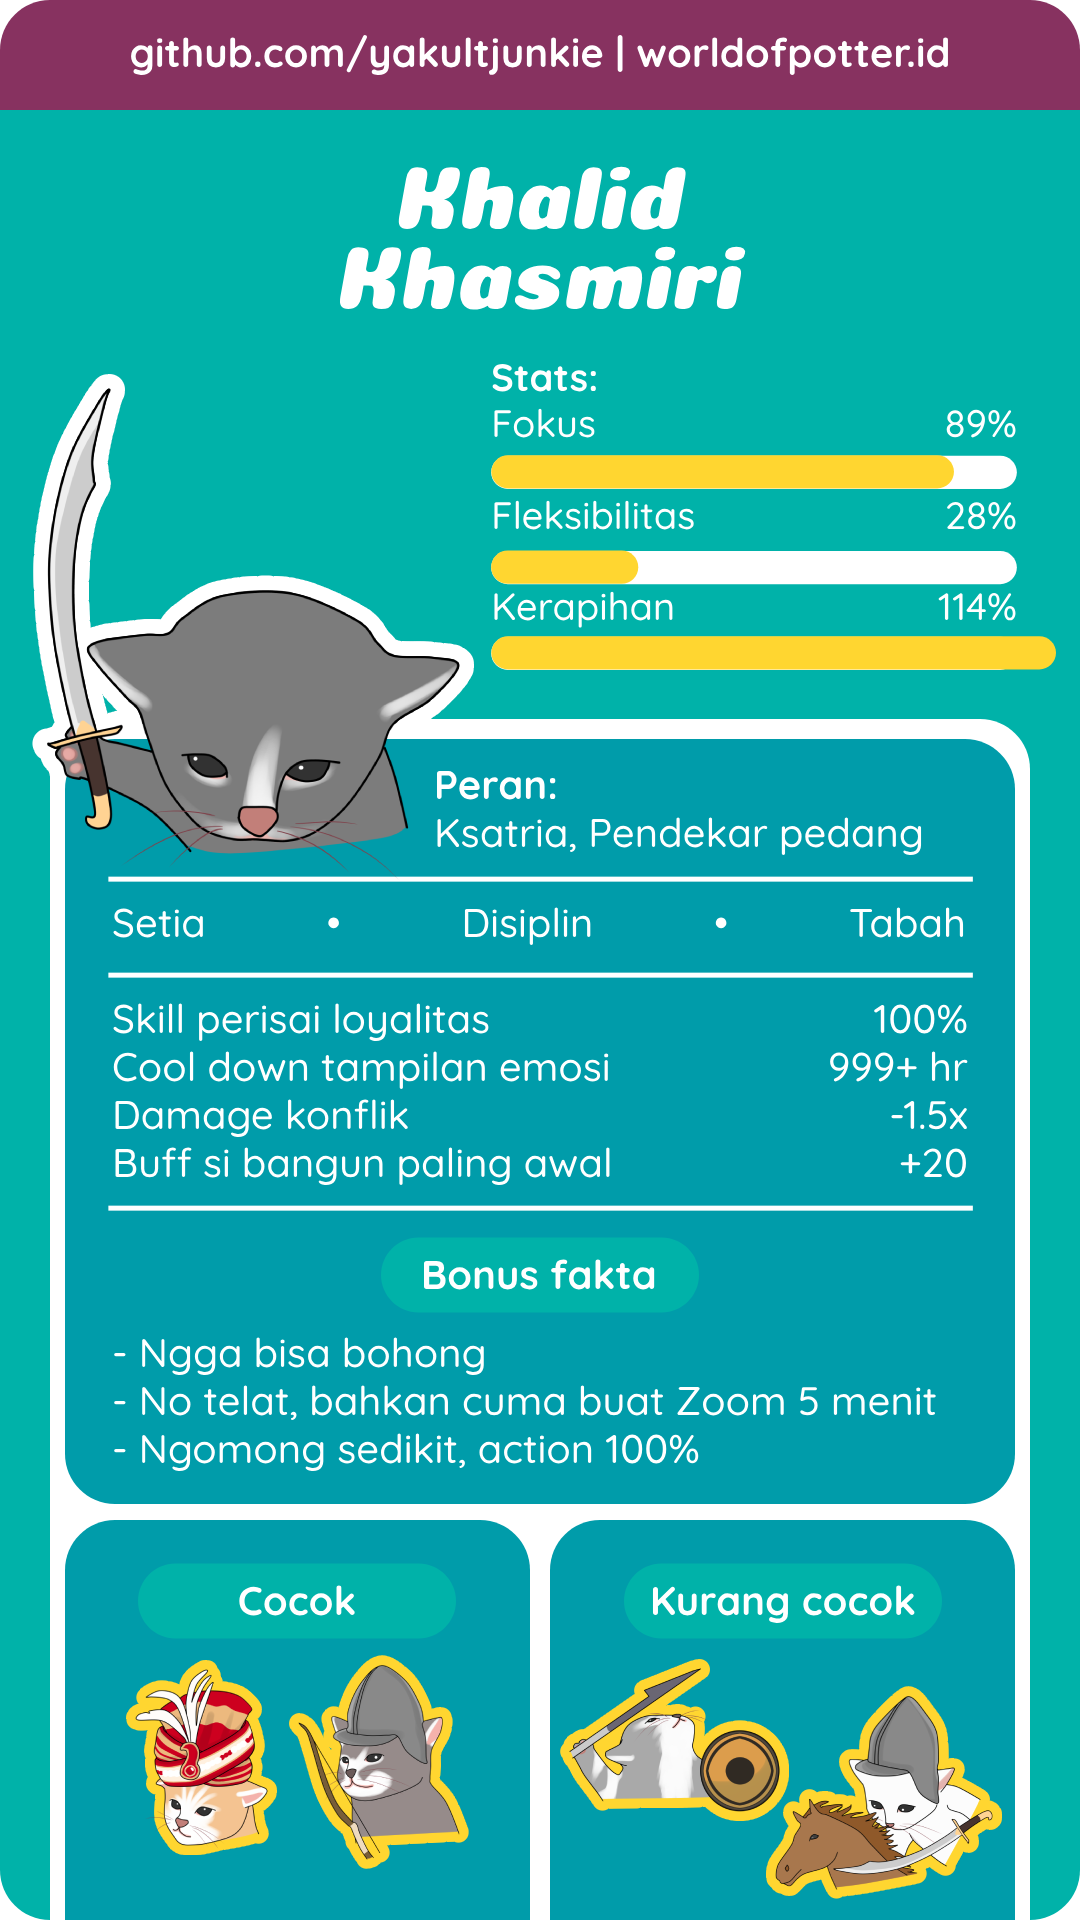 github.com/yakultjunkie | worldofpotter.id
Khalid
Khasmiri
Stats:
Fokus 89%
Fleksibilitas 28%
Kerapihan 114%
Peran:
Ksatria, Pendekar pedang
Setia • Disiplin • Tabah
Skill perisai loyalitas 100%
Cool down tampilan emosi 999+ hr
Damage konflik -1.5x
Buff si bangun paling awal +20
Bonus fakta
- Ngga bisa bohong
- No telat, bahkan cuma buat Zoom 5 menit
- Ngomong sedikit, action 100%
Cocok
Kurang cocok